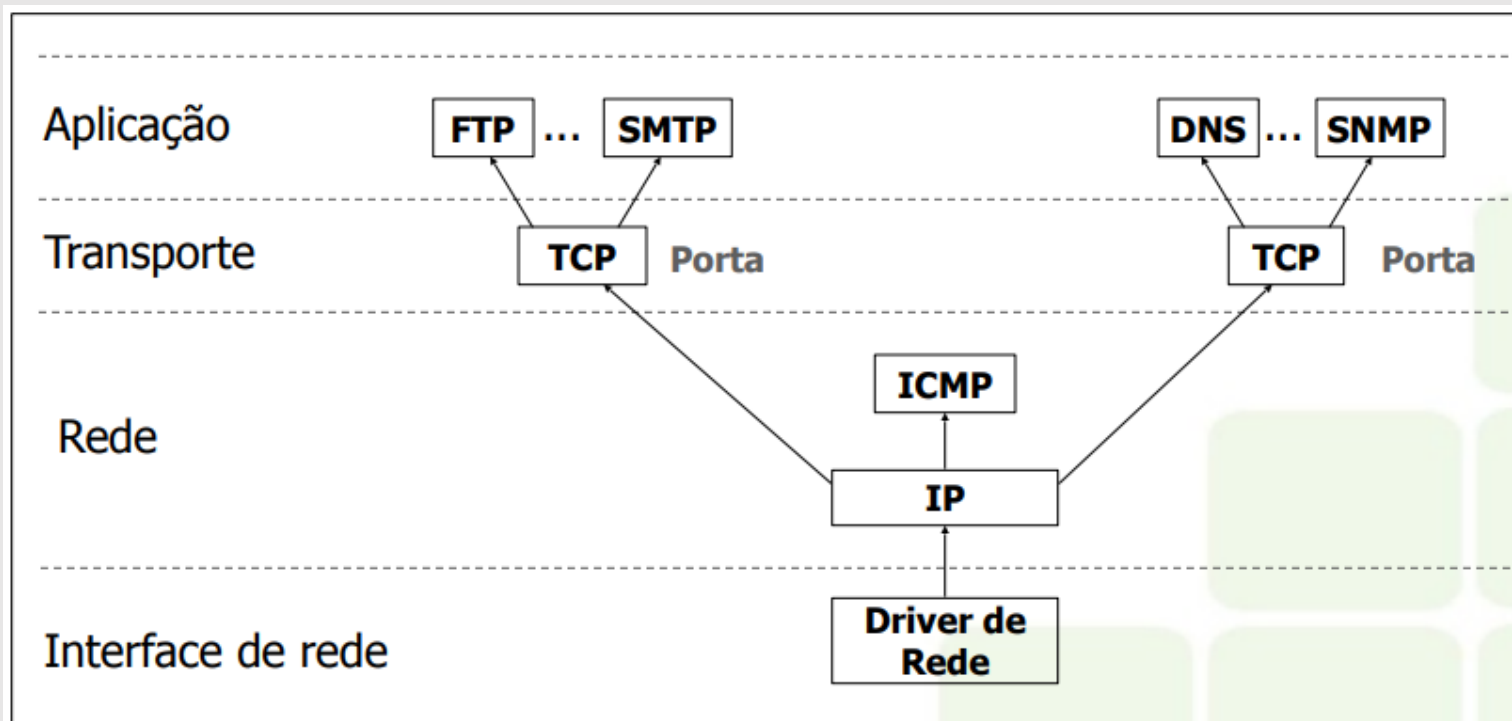 Aplicação
FTP ... SMTP
DNS ... SNMP
Transporte
TCP Porta
TCP Porta
ICMP
Rede
IP
Driver de
Rede
Interface de rede